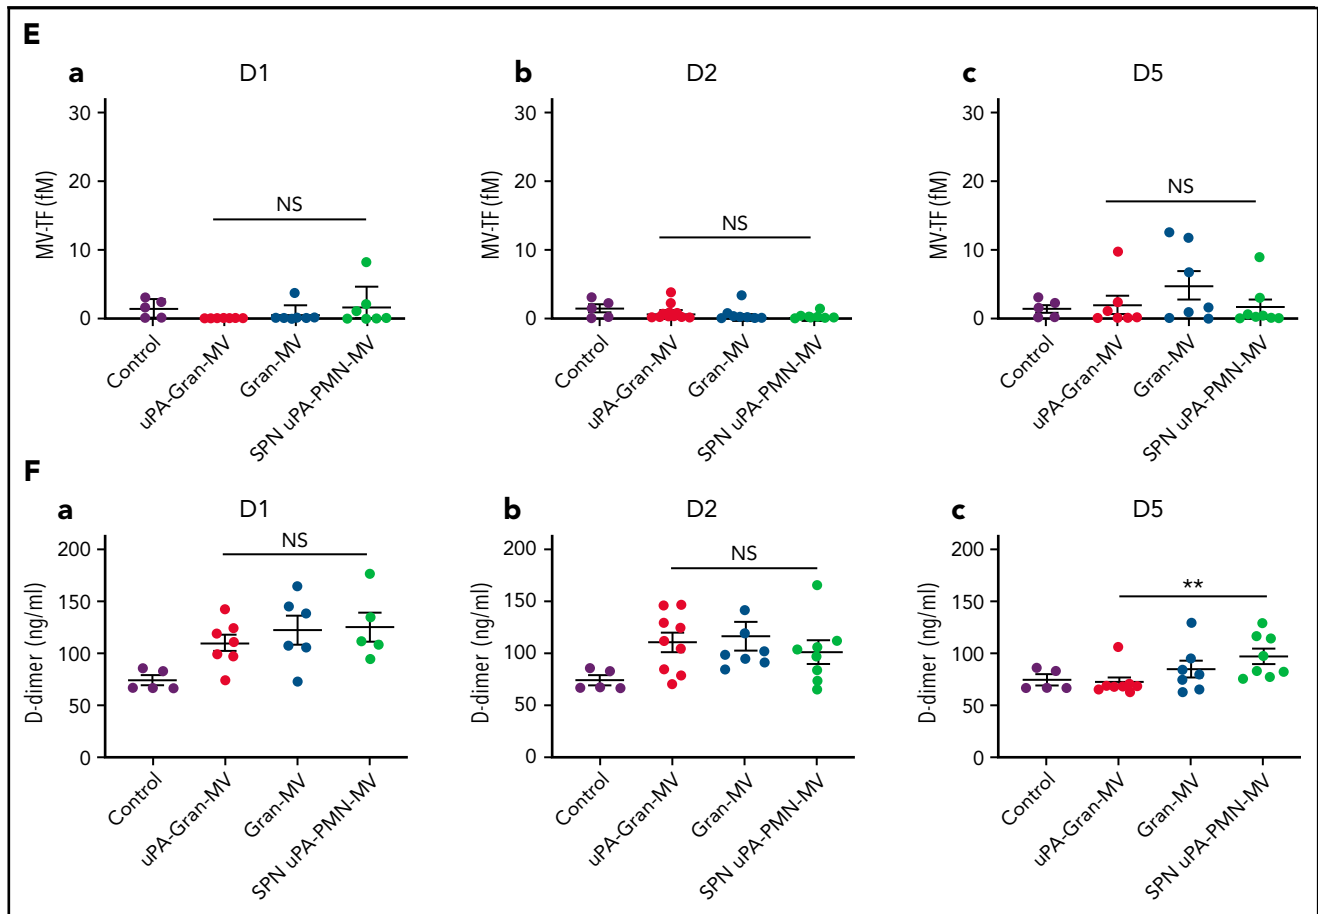 E
a D1
MV-TF (fM)
30
20
10
0
NS
Control
uPA-Gran-MV
Gran-MV
SPN uPA-PMN-MV
b D2
MV-TF (fM)
30
20
10
0
NS
Control
uPA-Gran-MV
Gran-MV
SPN uPA-PMN-MV
c D5
MV-TF (fM)
30
20
10
0
NS
Control
uPA-Gran-MV
Gran-MV
SPN uPA-PMN-MV
F
a D1
D-dimer (ng/ml)
200
150
100
50
0
NS
Control
uPA-Gran-MV
Gran-MV
SPN uPA-PMN-MV
b D2
D-dimer (ng/ml)
200
150
100
50
0
NS
Control
uPA-Gran-MV
Gran-MV
SPN uPA-PMN-MV
c D5
D-dimer (ng/ml)
200
150
100
50
0
**
Control
uPA-Gran-MV
Gran-MV
SPN uPA-PMN-MV